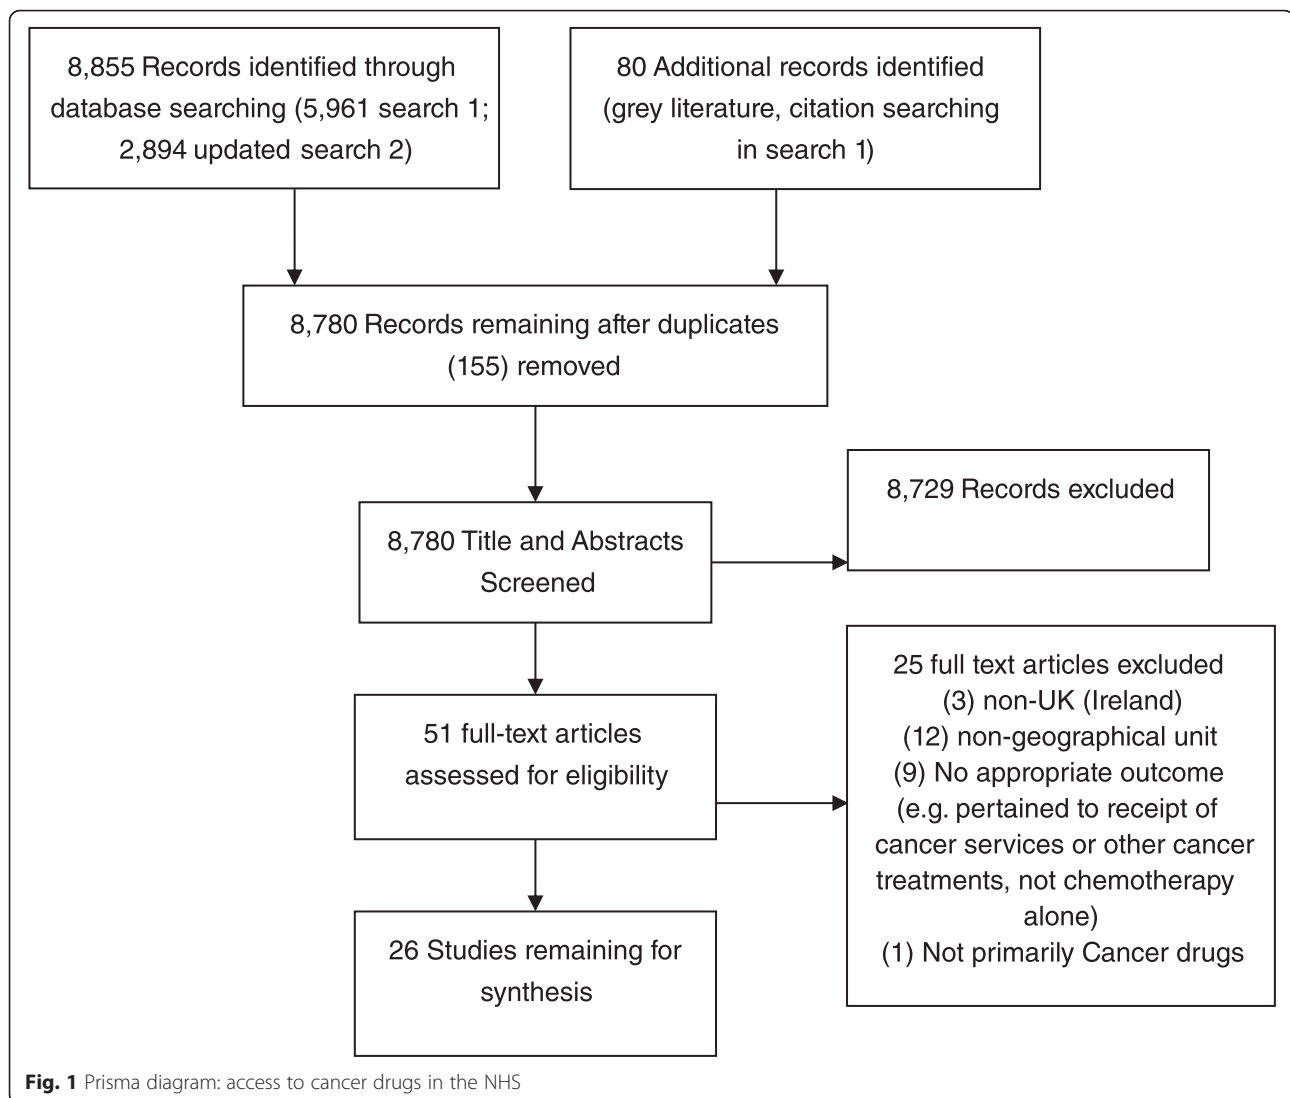 8,855 Records identified through
database searching (5,961 search 1;
2,894 updated search 2)
80 Additional records identified
(grey literature, citation searching
in search 1)
8,780 Records remaining after duplicates
(155) removed
8,780 Title and Abstracts
Screened
8,729 Records excluded
51 full-text articles
assessed for eligibility
25 full text articles excluded
(3) non-UK (Ireland)
(12) non-geographical unit
(9) No appropriate outcome
(e.g. pertained to receipt of
cancer services or other cancer
treatments, not chemotherapy
alone)
(1) Not primarily Cancer drugs
26 Studies remaining for
synthesis
Fig. 1 Prisma diagram: access to cancer drugs in the NHS